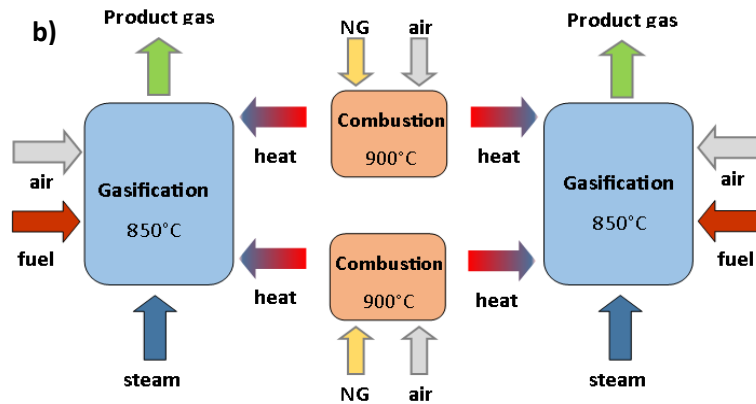 Product gas
NG
air
Product gas
b)
Combustion
900°C
heat
heat
air
Gasification
850°C
fuel
air
Gasification
850°C
fuel
Combustion
900°C
heat
heat
steam
NG
air
steam